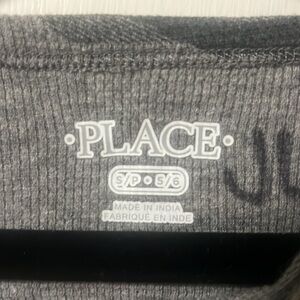 ·PLACE·
S/P • 5/6
MADE IN INDIA
FABRIQUÉ EN INDE